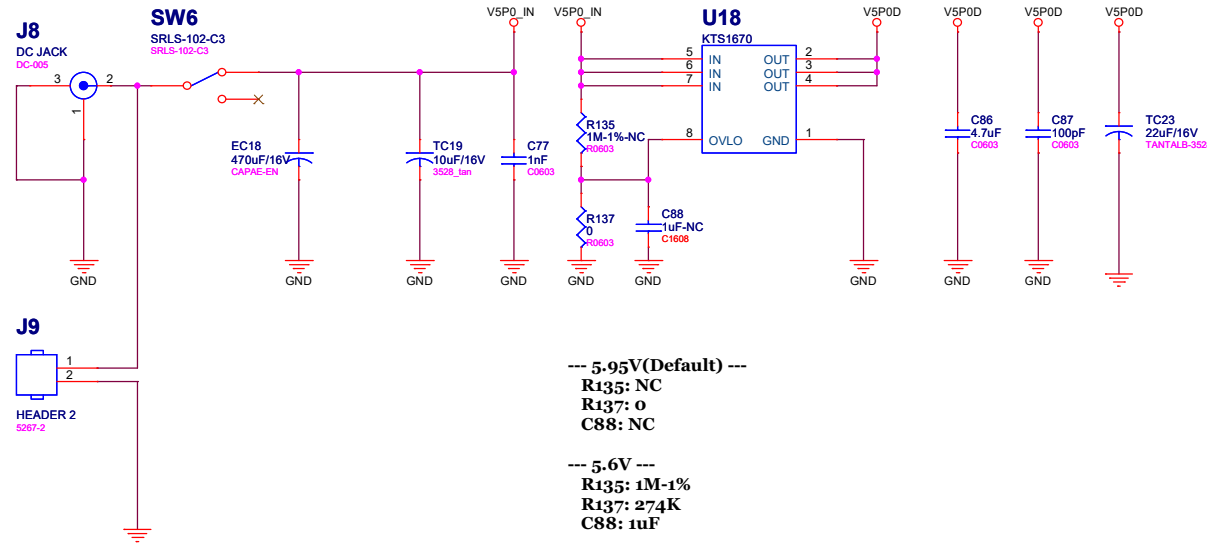 J8
DC JACK
DC-005
3
2
1
GND
SW6
SRLS-102-C3
SRLS-102-C3
V5P0_IN
EC18
470uF/16V
CAPAE-EN
GND
TC19
10uF/16V
3528_tan
GND
C77
1nF
C0603
GND
V5P0_IN
R135
1M-1%-NC
R0603
R137
0
R0603
GND
C88
1uF-NC
C1608
GND
U18
KTS1670
5 IN OUT 2
6 IN OUT 3
7 IN OUT 4
8 OVLO GND 1
V5P0D
GND
V5P0D
C86
4.7uF
C0603
GND
V5P0D
C87
100pF
C0603
GND
V5P0D
TC23
22uF/16V
TANTALB-352
J9
1
2
HEADER 2
5267-2
--- 5.95V(Default) ---
R135: NC
R137: 0
C88: NC
--- 5.6V ---
R135: 1M-1%
R137: 274K
C88: 1uF